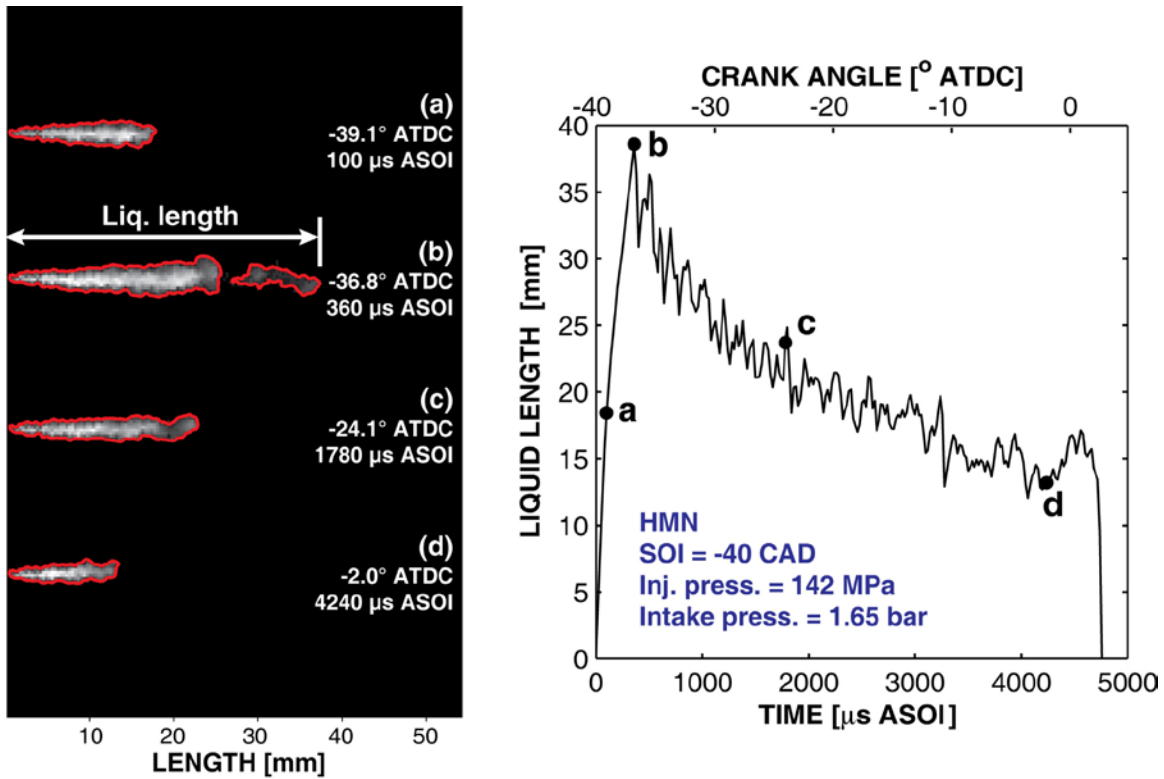 (a)
-39.1° ATDC
100 µs ASOI
Liq. length
(b)
-36.8° ATDC
360 µs ASOI
(c)
-24.1° ATDC
1780 µs ASOI
(d)
-2.0° ATDC
4240 µs ASOI
10 20 30 40 50
LENGTH [mm]
CRANK ANGLE [° ATDC]
-40 -30 -20 -10 0
40
35
30
25
20
15
10
5
0
LIQUID LENGTH [mm]
b
c
a
d
HMN
SOI = -40 CAD
Inj. press. = 142 MPa
Intake press. = 1.65 bar
0 1000 2000 3000 4000 5000
TIME [µs ASOI]